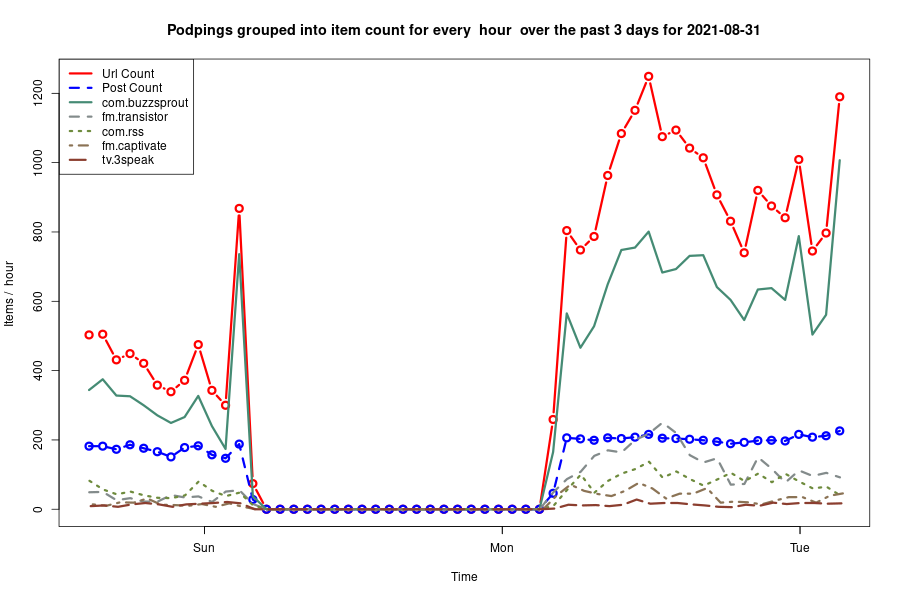 Podpings grouped into item count for every  hour  over the past 3 days for 2021-08-31
Url Count
Post Count
com.buzzsprout
fm.transistor
com.rss
fm.captivate
tv.3speak
Items /  hour
1200
1000
800
600
400
200
0
Sun
Mon
Tue
Time